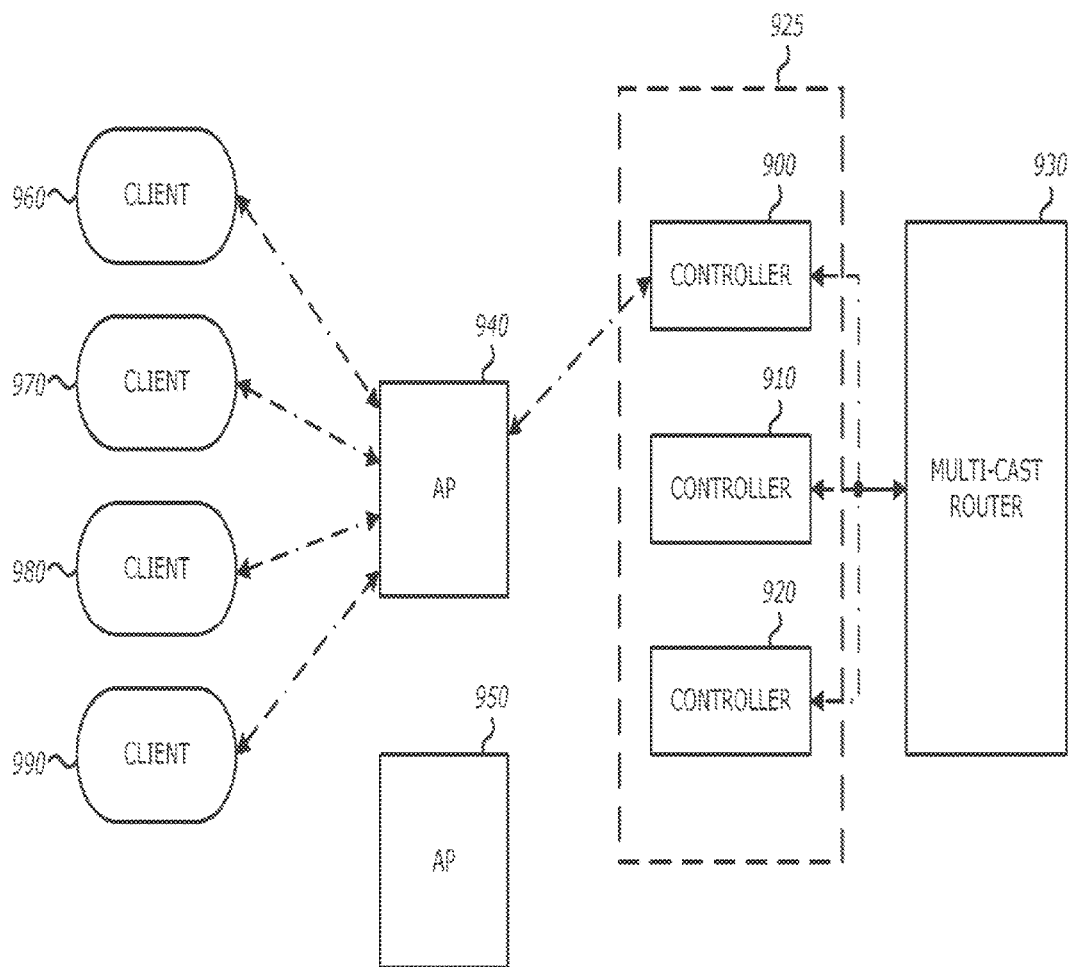 925
960
CLIENT
900
CONTROLLER
930
970
CLIENT
940
AP
910
CONTROLLER
MULTI-CAST
ROUTER
980
CLIENT
920
CONTROLLER
990
CLIENT
950
AP